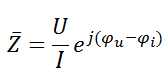 Z̄ = U/I e^{j(φ_u − φ_i)}